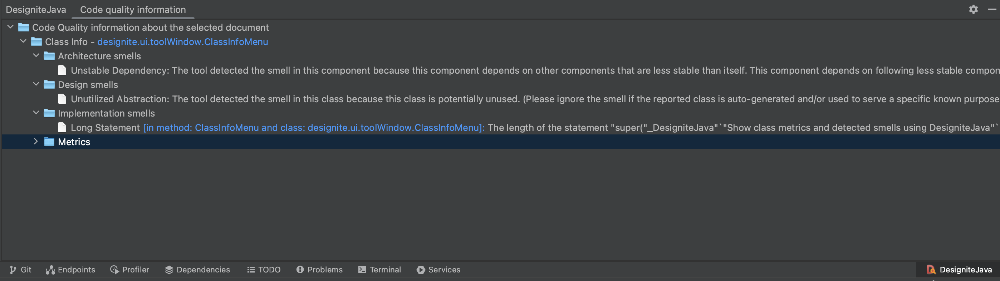 DesigniteJava Code quality information
Code Quality information about the selected document
Class Info - designite.ui.toolWindow.ClassInfoMenu
Architecture smells
Unstable Dependency: The tool detected the smell in this component because this component depends on other components that are less stable than itself. This component depends on following less stable compon
Design smells
Unutilized Abstraction: The tool detected the smell in this class because this class is potentially unused. (Please ignore the smell if the reported class is auto-generated and/or used to serve a specific known purpose
Implementation smells
Long Statement [in method: ClassInfoMenu and class: designite.ui.toolWindow.ClassInfoMenu]: The length of the statement "super("_DesigniteJava"`"Show class metrics and detected smells using DesigniteJava"`
Metrics
Git Endpoints Profiler Dependencies TODO Problems Terminal Services DesigniteJava